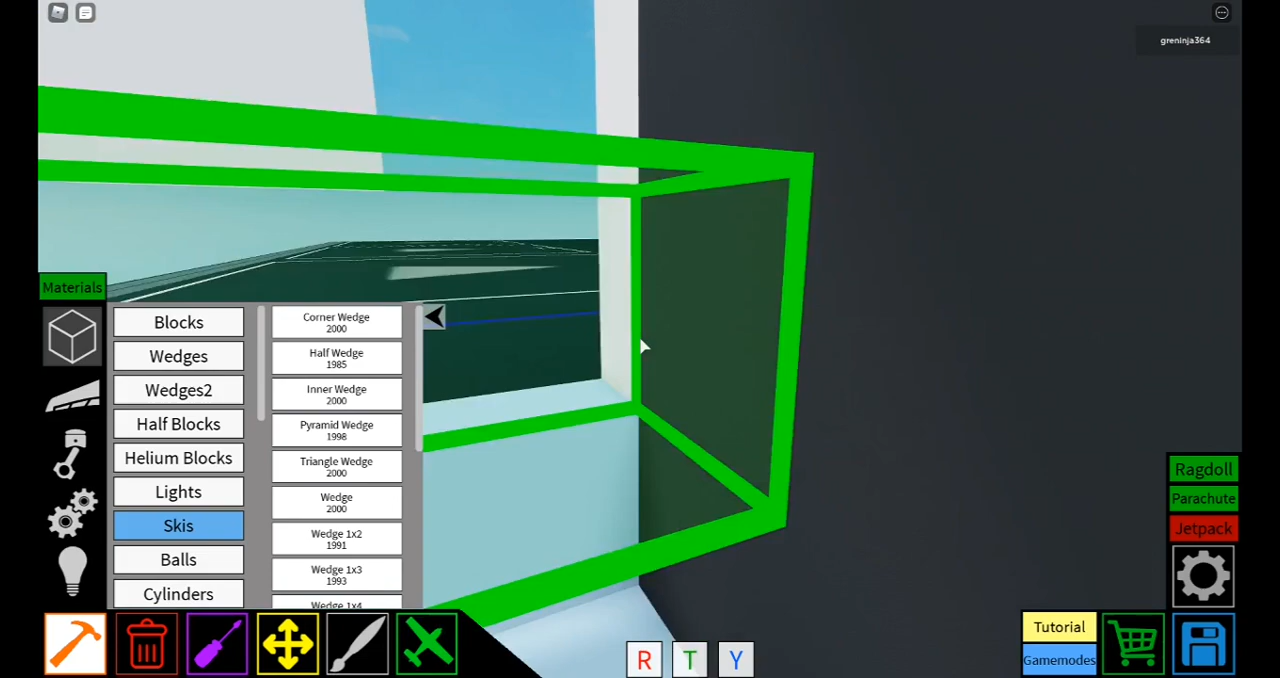 greninja364
Materials
Blocks
Wedges
Wedges2
Half Blocks
Helium Blocks
Lights
Skis
Balls
Cylinders
Corner Wedge
2000
Half Wedge
1985
Inner Wedge
2000
Pyramid Wedge
1998
Triangle Wedge
2000
Wedge
2000
Wedge 1x2
1991
Wedge 1x3
1993
Wedge 1x4
Ragdoll
Parachute
Jetpack
Tutorial
Gamemodes
R T Y